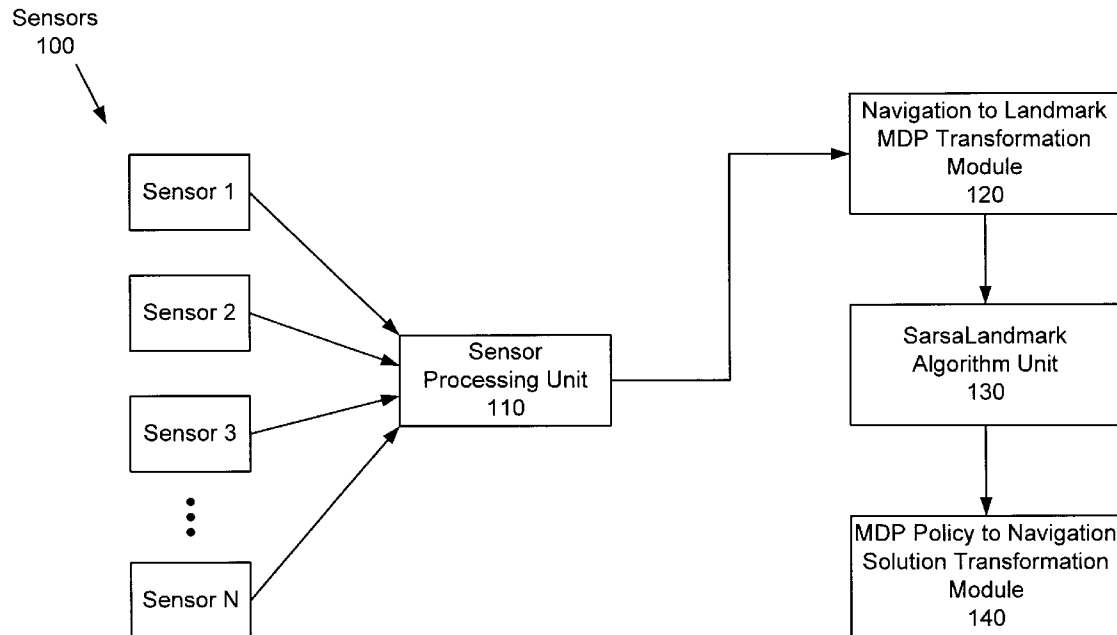 Sensors
100
Sensor 1
Sensor 2
Sensor 3
Sensor N
Sensor
Processing Unit
110
Navigation to Landmark
MDP Transformation
Module
120
SarsaLandmark
Algorithm Unit
130
MDP Policy to Navigation
Solution Transformation
Module
140